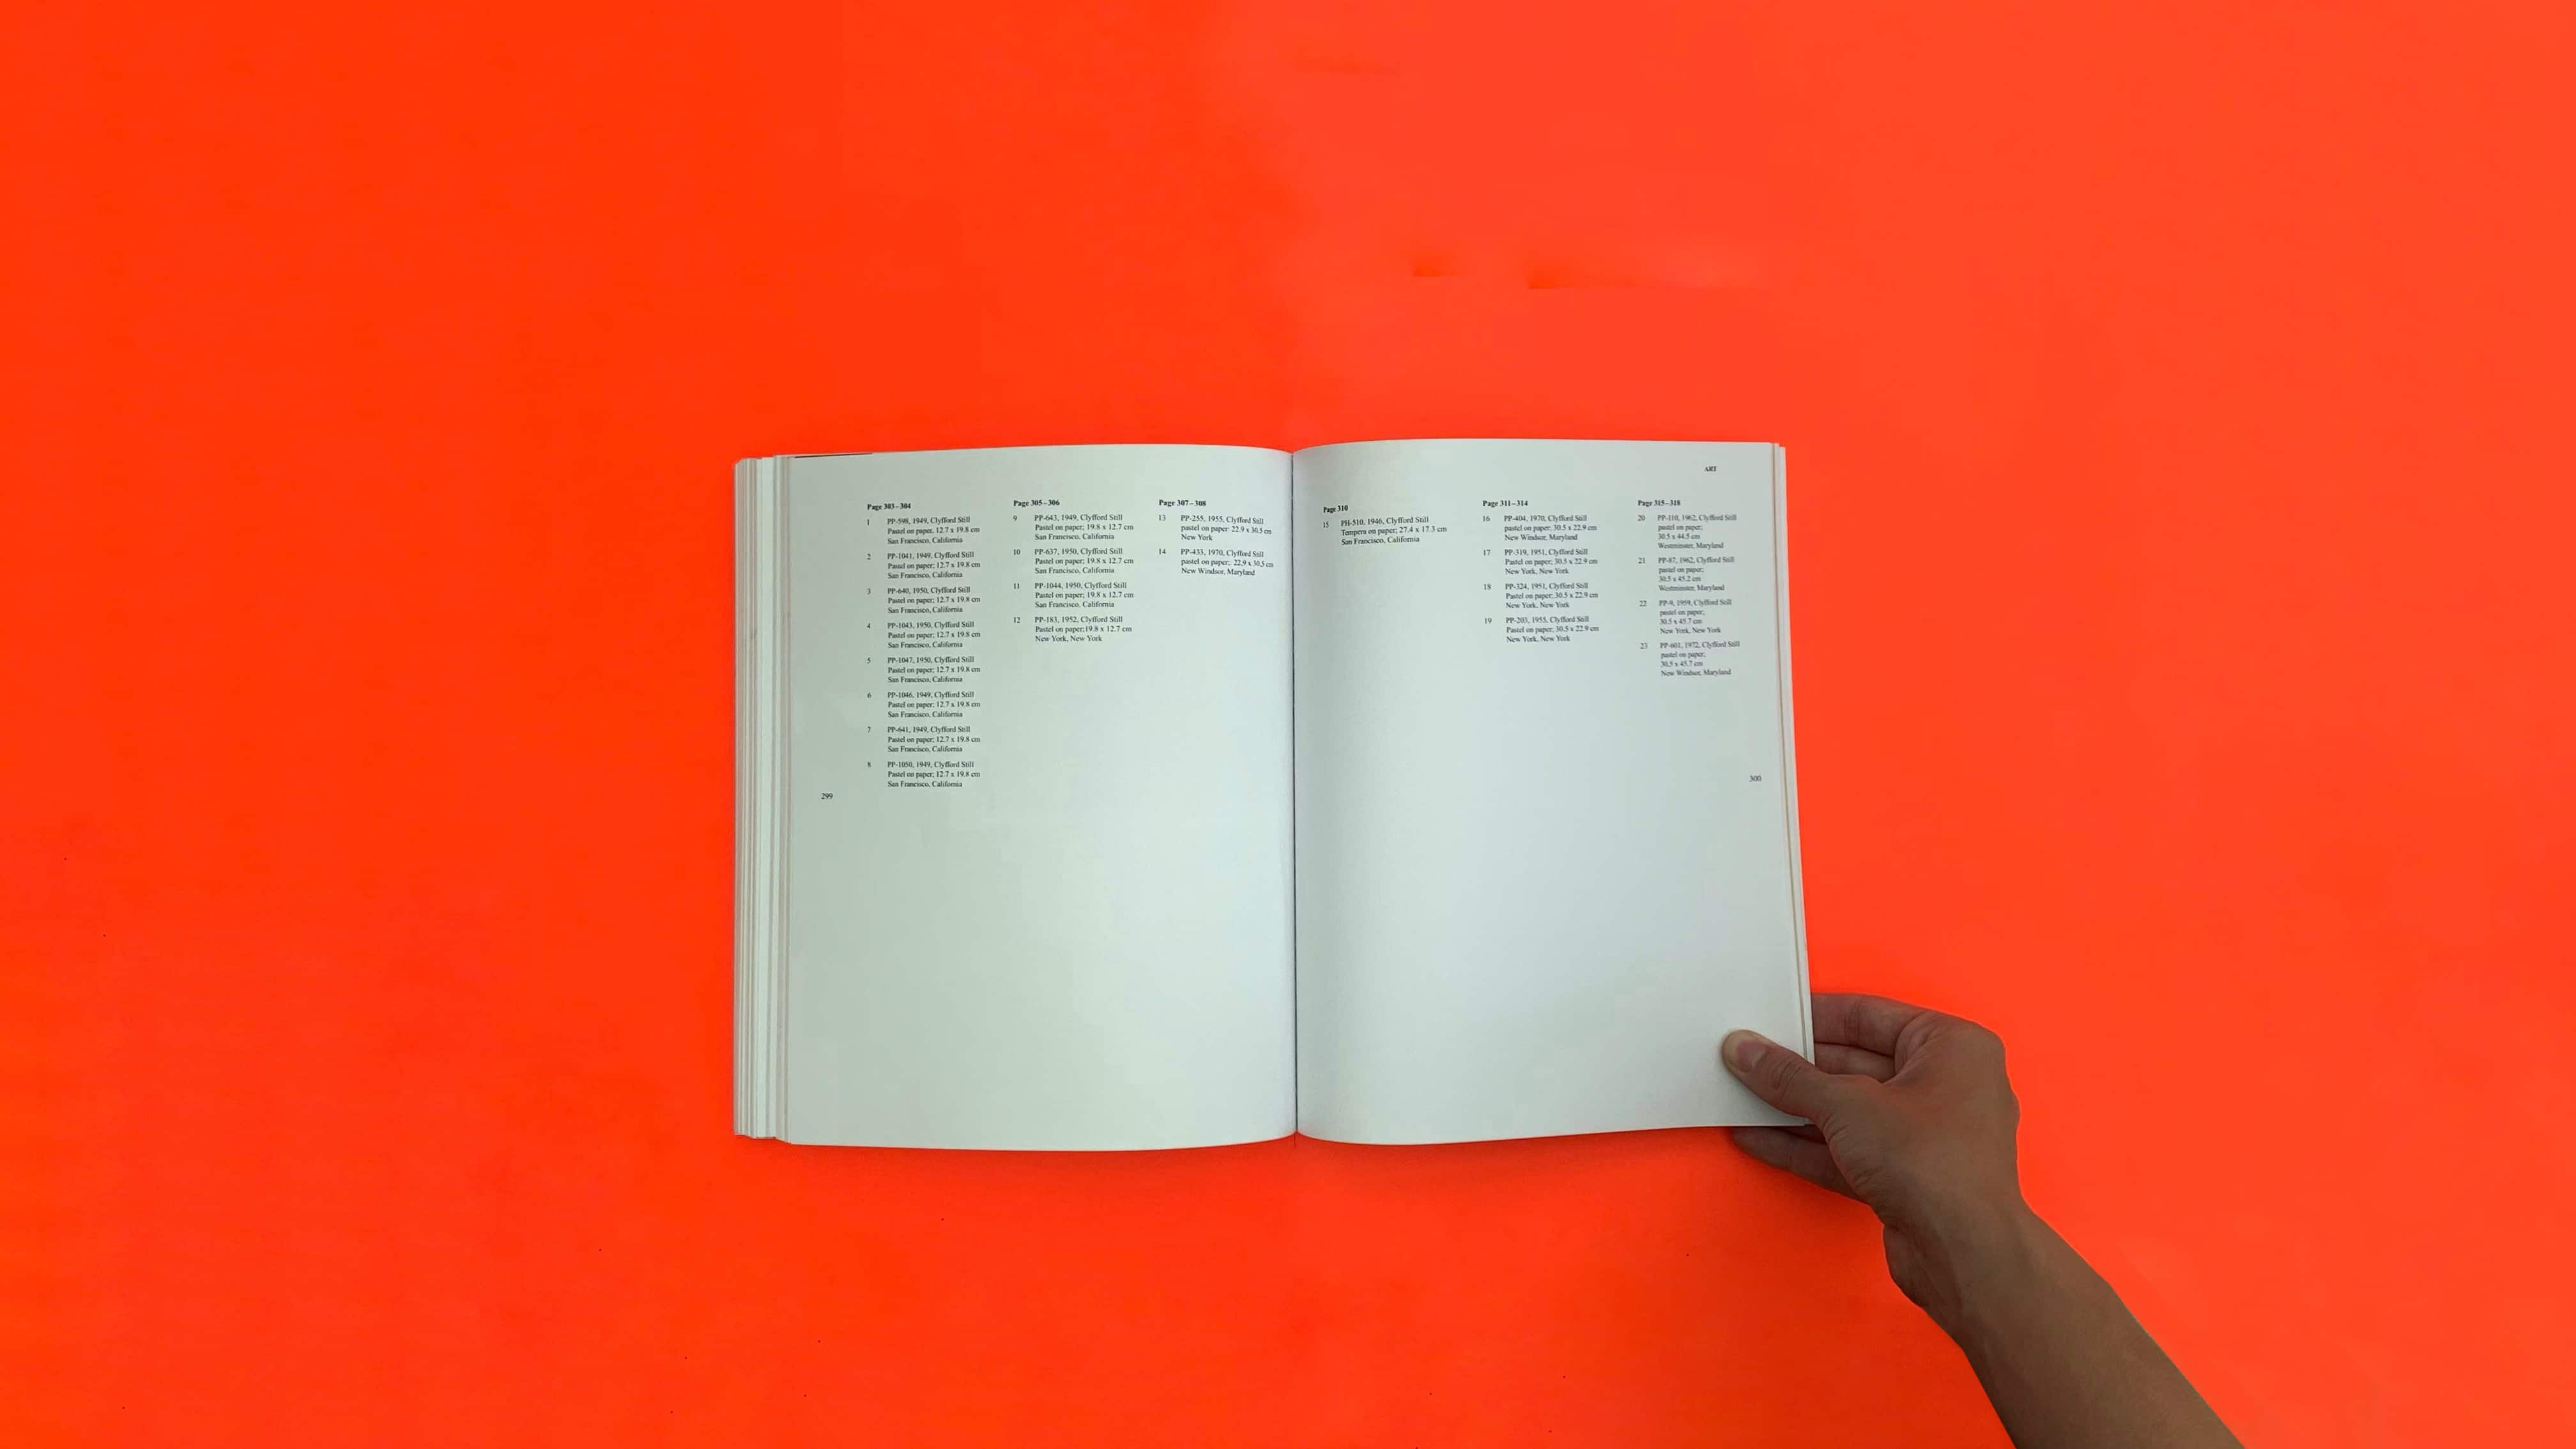 Page 303–304
1 PP-598, 1949, Clyfford Still
Pastel on paper, 12.7 x 19.8 cm
San Francisco, California
2 PP-1041, 1949, Clyfford Still
Pastel on paper; 12.7 x 19.8 cm
San Francisco, California
3 PP-640, 1950, Clyfford Still
Pastel on paper; 12.7 x 19.8 cm
San Francisco, California
4 PP-1043, 1950, Clyfford Still
Pastel on paper; 12.7 x 19.8 cm
San Francisco, California
5 PP-1047, 1950, Clyfford Still
Pastel on paper; 12.7 x 19.8 cm
San Francisco, California
6 PP-1046, 1949, Clyfford Still
Pastel on paper; 12.7 x 19.8 cm
San Francisco, California
7 PP-641, 1949, Clyfford Still
Pastel on paper; 12.7 x 19.8 cm
San Francisco, California
8 PP-1050, 1949, Clyfford Still
Pastel on paper; 12.7 x 19.8 cm
San Francisco, California
299
Page 305–306
9 PP-643, 1949, Clyfford Still
Pastel on paper; 19.8 x 12.7 cm
San Francisco, California
10 PP-637, 1950, Clyfford Still
Pastel on paper; 19.8 x 12.7 cm
San Francisco, California
11 PP-1044, 1950, Clyfford Still
Pastel on paper; 19.8 x 12.7 cm
San Francisco, California
12 PP-183, 1952, Clyfford Still
Pastel on paper;19.8 x 12.7 cm
New York, New York
Page 307–308
13 PP-255, 1955, Clyfford Still
pastel on paper 22.9 x 30.5 cm
New York
14 PP-433, 1970, Clyfford Still
pastel on paper; 22.9 x 30.5 cm
New Windsor, Maryland
ART
Page 310
15 PH-510, 1946, Clyfford Still
Tempera on paper; 27.4 x 17.3 cm
San Francisco, California
Page 311–314
16 PP-404, 1970, Clyfford Still
pastel on paper; 30.5 x 22.9 cm
New Windsor, Maryland
17 PP-319, 1951, Clyfford Still
Pastel on paper; 30.5 x 22.9 cm
New York, New York
18 PP-324, 1951, Clyfford Still
Pastel on paper; 30.5 x 22.9 cm
New York, New York
19 PP-203, 1955, Clyfford Still
Pastel on paper; 30.5 x 22.9 cm
New York, New York
Page 315–318
20 PP-110, 1962, Clyfford Still
pastel on paper;
30.5 x 44.5 cm
Westminster, Maryland
21 PP-87, 1962, Clyfford Still
pastel on paper;
30.5 x 45.2 cm
Westminster, Maryland
22 PP-9, 1959, Clyfford Still
pastel on paper;
30.5 x 45.7 cm
New York, New York
23 PP-601, 1972, Clyfford Still
pastel on paper;
30.5 x 45.7 cm
New Windsor, Maryland
300